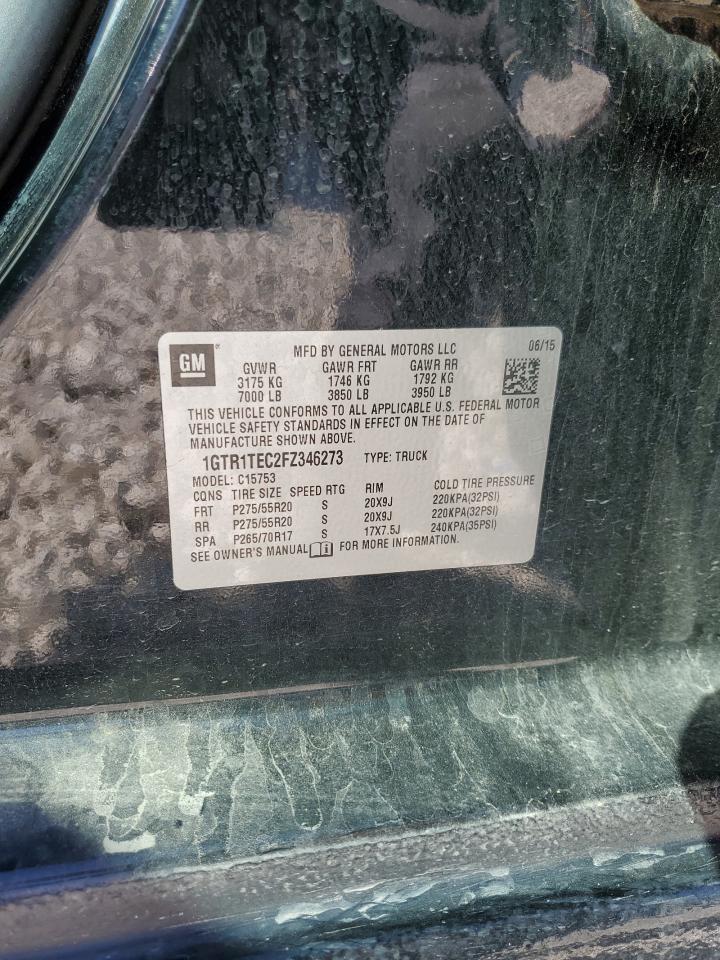 GM ®
MFD BY GENERAL MOTORS LLC 06/15
GVWR GAWR FRT GAWR RR
3175 KG 1746 KG 1792 KG
7000 LB 3850 LB 3950 LB
THIS VEHICLE CONFORMS TO ALL APPLICABLE U.S. FEDERAL MOTOR
VEHICLE SAFETY STANDARDS IN EFFECT ON THE DATE OF
MANUFACTURE SHOWN ABOVE.
1GTR1TEC2FZ346273 TYPE: TRUCK
MODEL: C15753
CQNS TIRE SIZE SPEED RTG RIM COLD TIRE PRESSURE
FRT P275/55R20 S 20X9J 220KPA(32PSI)
RR P275/55R20 S 20X9J 220KPA(32PSI)
SPA P265/70R17 S 17X7.5J 240KPA(35PSI)
SEE OWNER'S MANUAL i FOR MORE INFORMATION.